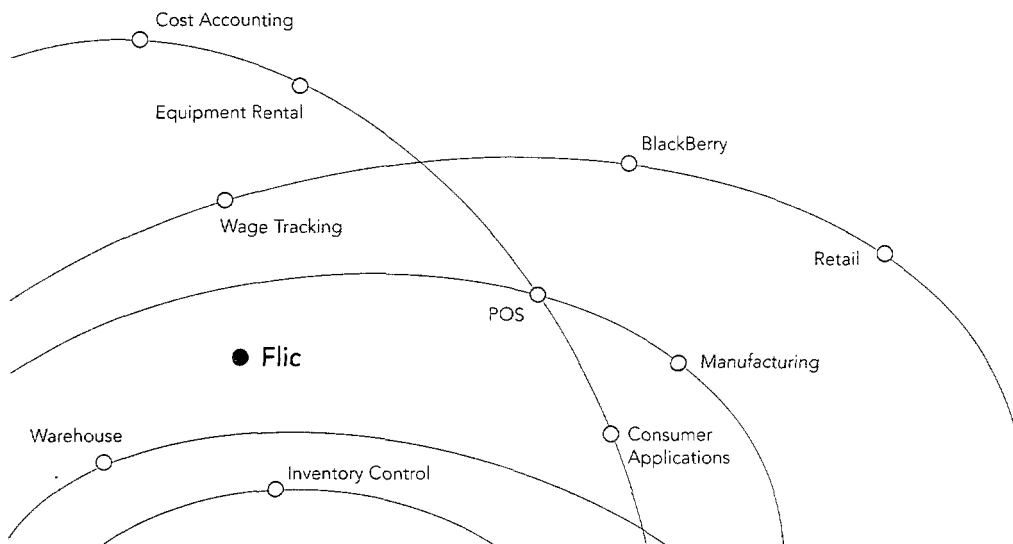 Cost Accounting
Equipment Rental
BlackBerry
Wage Tracking
Retail
POS
Flic
Manufacturing
Warehouse
Consumer
Applications
Inventory Control